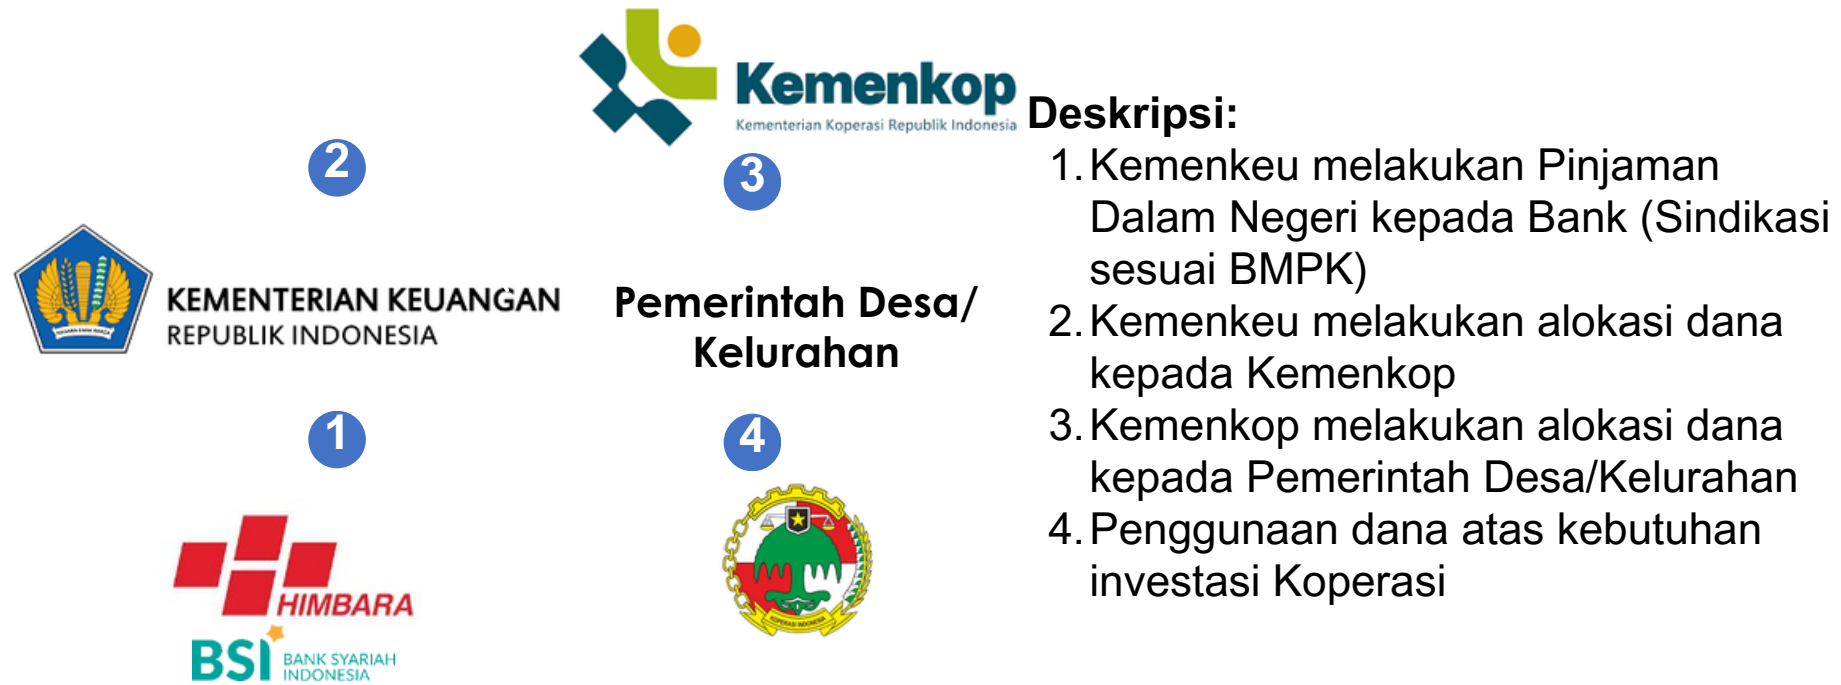 Kemenkop
Kementerian Koperasi Republik Indonesia
2
3
KEMENTERIAN KEUANGAN
REPUBLIK INDONESIA
Pemerintah Desa/
Kelurahan
1
4
HIMBARA
BSI BANK SYARIAH
INDONESIA
KOPERASI INDONESIA
Deskripsi:
1. Kemenkeu melakukan Pinjaman
Dalam Negeri kepada Bank (Sindikasi
sesuai BMPK)
2. Kemenkeu melakukan alokasi dana
kepada Kemenkop
3. Kemenkop melakukan alokasi dana
kepada Pemerintah Desa/Kelurahan
4. Penggunaan dana atas kebutuhan
investasi Koperasi